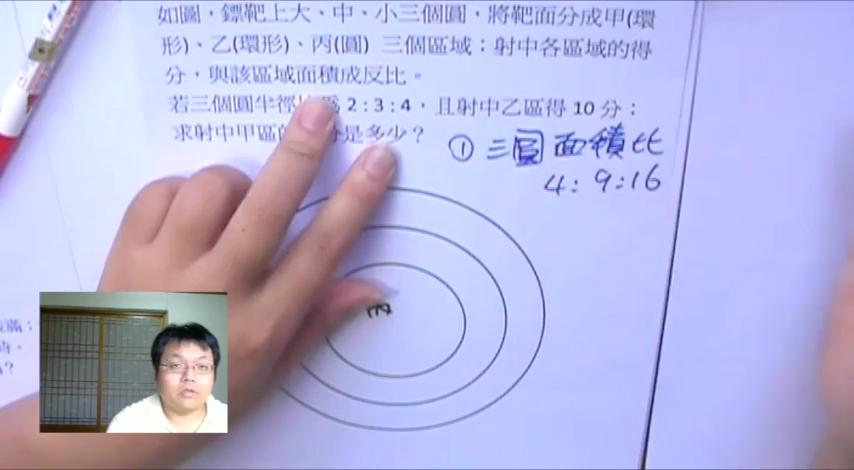 如圖，鏢靶上大、中、小三個圓，將靶面分成甲(環
形)、乙(環形)、丙(圓) 三個區域：射中各區域的得
分，與該區域面積成反比。
若三個圓半徑 2:3:4，且射中乙區得 10 分；
求射中甲區 是多少？
① 三圓面積比
4:9:16
丙